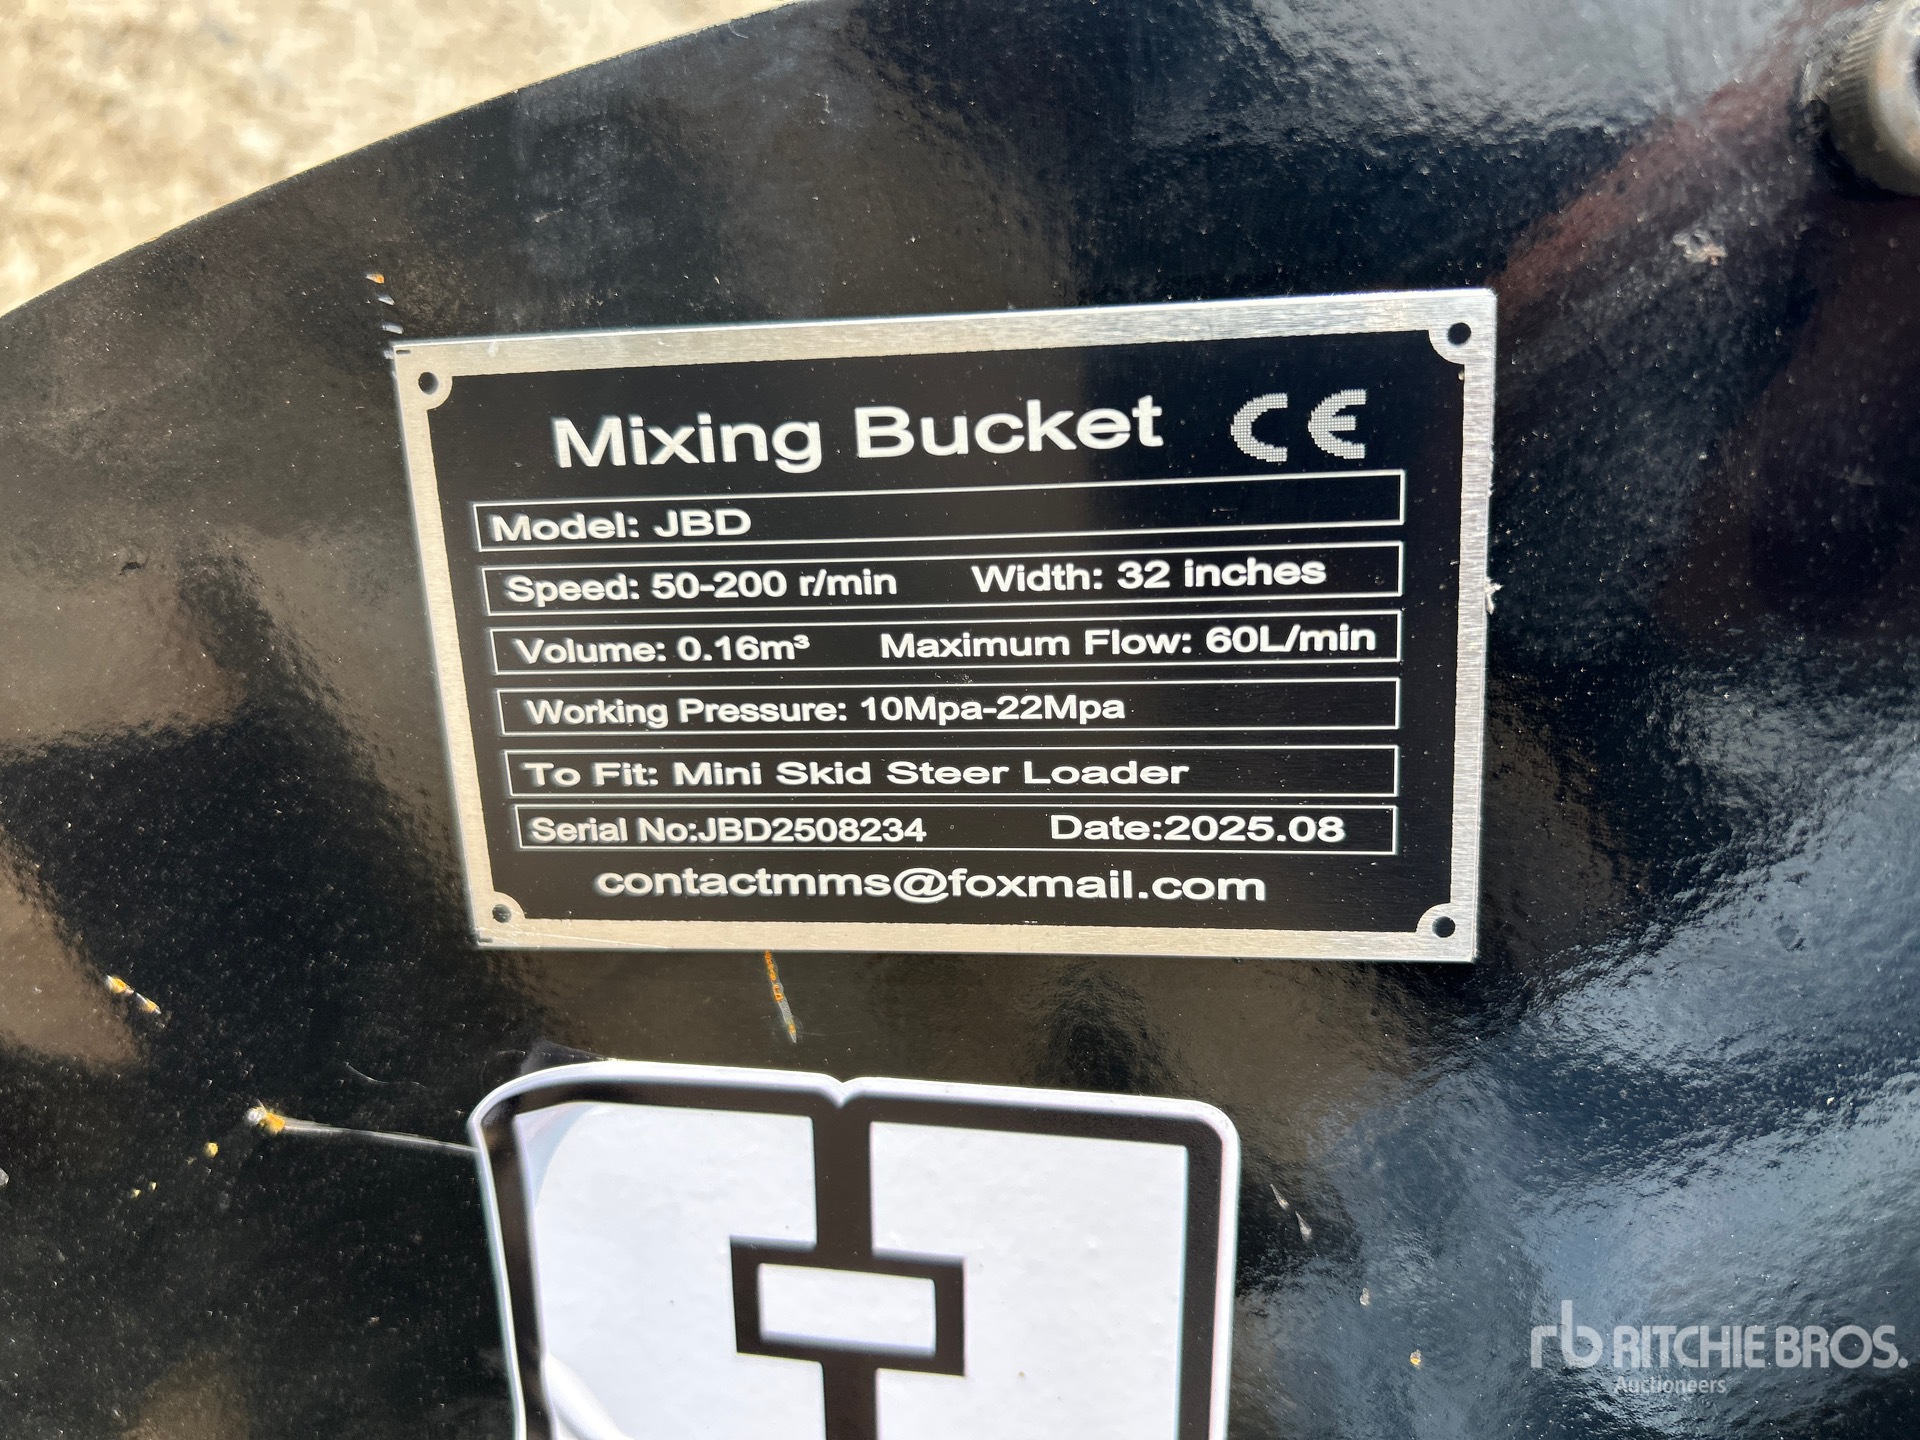 Mixing Bucket CE
Model: JBD
Speed: 50-200 r/min Width: 32 inches
Volume: 0.16m³ Maximum Flow: 60L/min
Working Pressure: 10Mpa-22Mpa
To Fit: Mini Skid Steer Loader
Serial No:JBD2508234 Date:2025.08
contactmms@foxmail.com
rb RITCHIE BROS.
Auctioneers